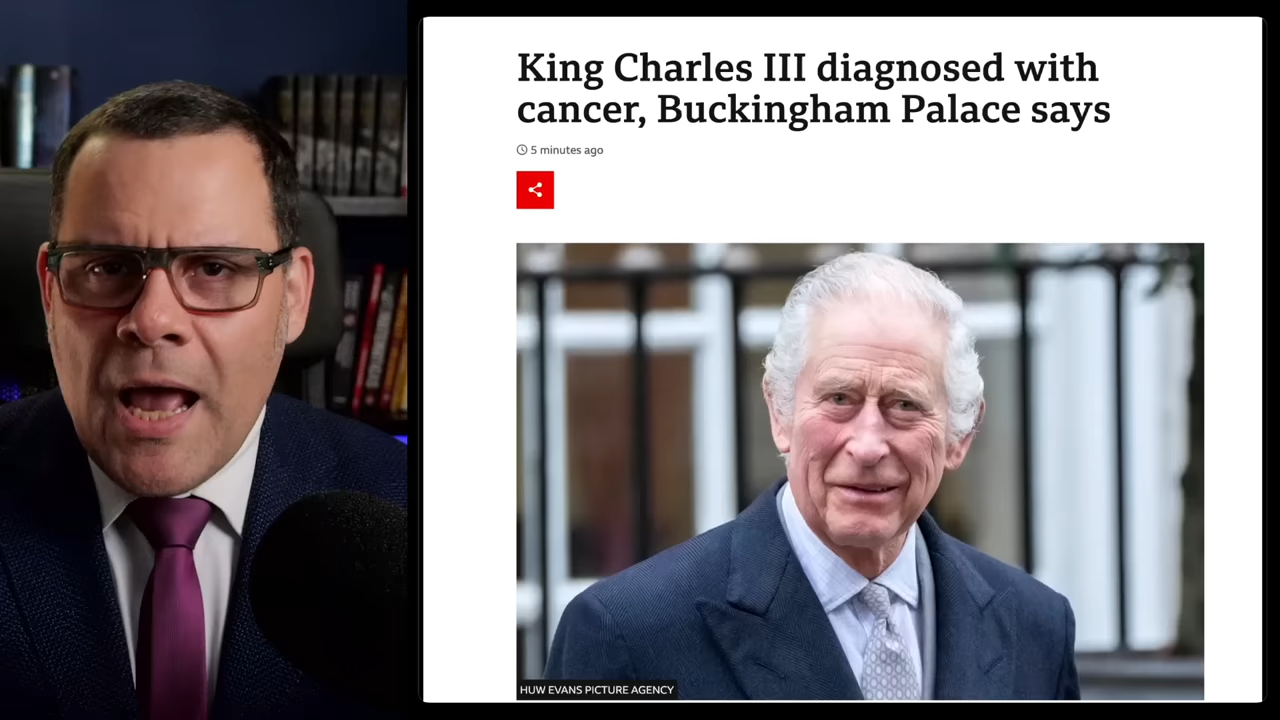 King Charles III diagnosed with
cancer, Buckingham Palace says
5 minutes ago
HUW EVANS PICTURE AGENCY